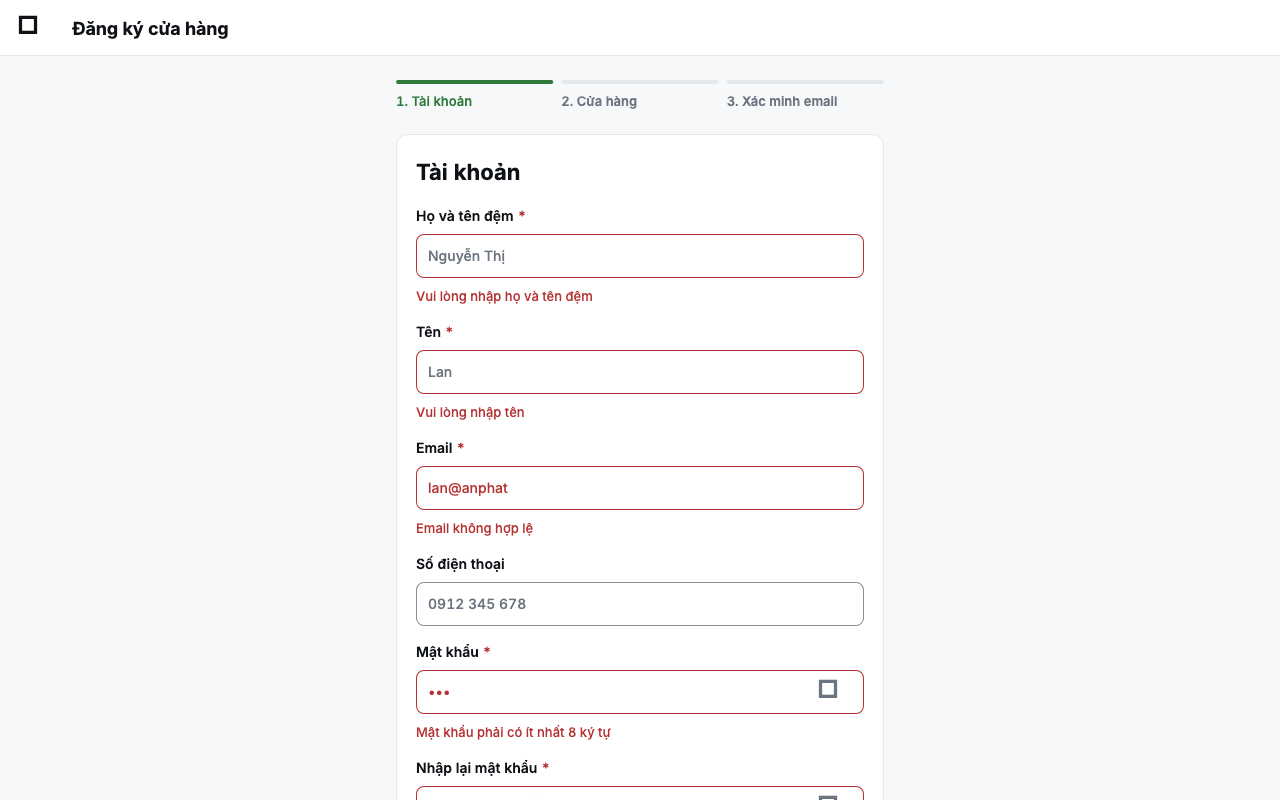 Đăng ký cửa hàng
1. Tài khoản
2. Cửa hàng
3. Xác minh email
Tài khoản
Họ và tên đệm *
Nguyễn Thị
Vui lòng nhập họ và tên đệm
Tên *
Lan
Vui lòng nhập tên
Email *
lan@anphat
Email không hợp lệ
Số điện thoại
0912 345 678
Mật khẩu *
•••
Mật khẩu phải có ít nhất 8 ký tự
Nhập lại mật khẩu *